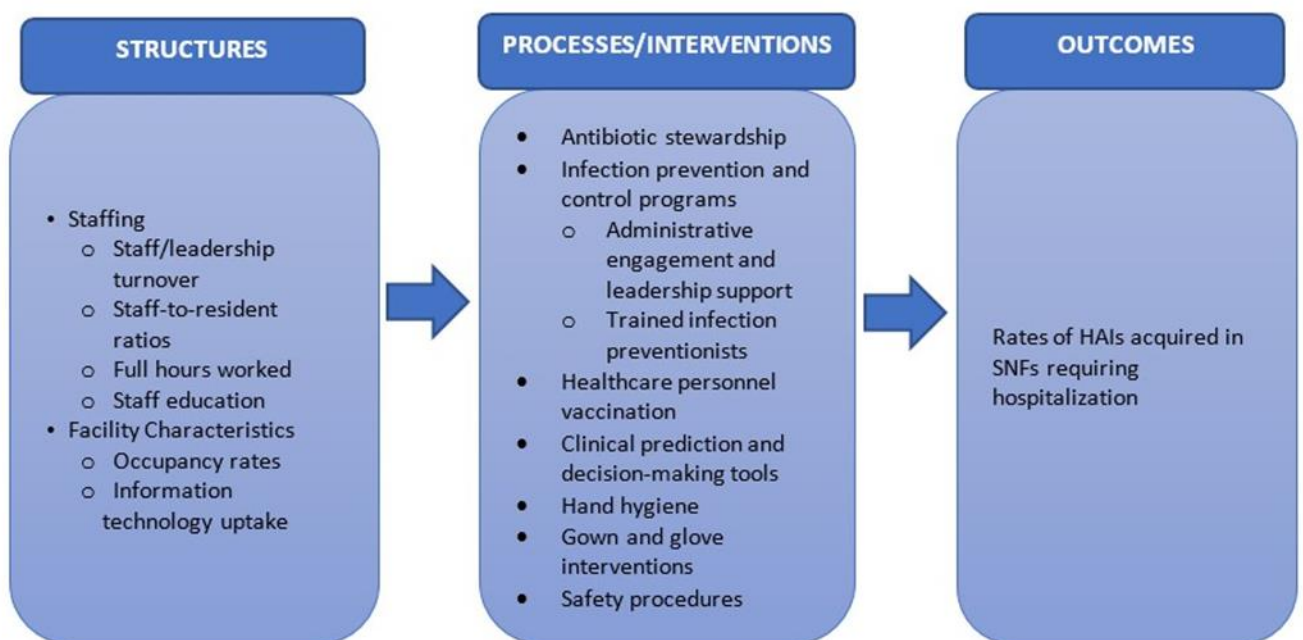 STRUCTURES
• Staffing
o Staff/leadership
turnover
o Staff-to-resident
ratios
o Full hours worked
o Staff education
• Facility Characteristics
o Occupancy rates
o Information
technology uptake
PROCESSES/INTERVENTIONS
• Antibiotic stewardship
• Infection prevention and
control programs
o Administrative
engagement and
leadership support
o Trained infection
preventionists
• Healthcare personnel
vaccination
• Clinical prediction and
decision-making tools
• Hand hygiene
• Gown and glove
interventions
• Safety procedures
OUTCOMES
Rates of HAIs acquired in
SNFs requiring
hospitalization